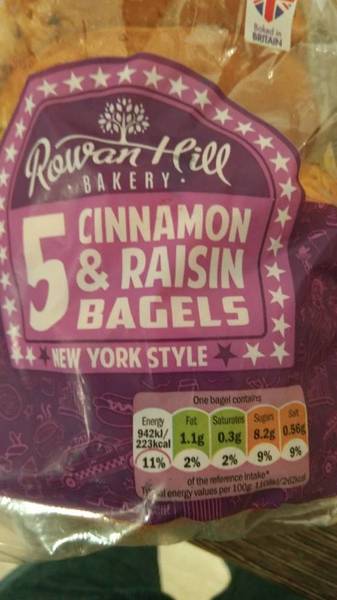 Baked in
BRITAIN
Rowan Hill
BAKERY
5 CINNAMON
& RAISIN
BAGELS
NEW YORK STYLE
One bagel contains
Energy Fat Saturates Sugars Salt
942kJ/
223kcal 1.1g 0.3g 8.2g 0.56g
11% 2% 2% 9% 9%
of the reference intake*
energy values per 100g: